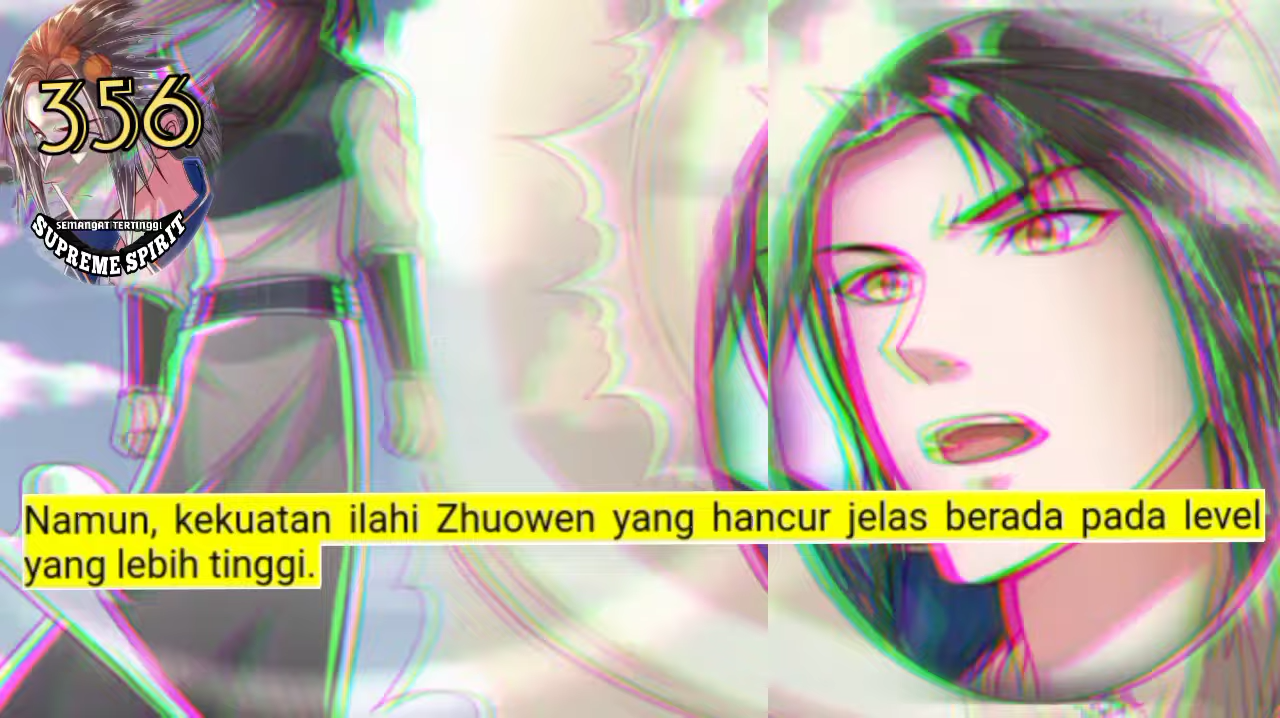 356
SEMANGAT TERTINGGI
SUPREME SPIRIT
Namun, kekuatan ilahi Zhuowen yang hancur jelas berada pada level
yang lebih tinggi.